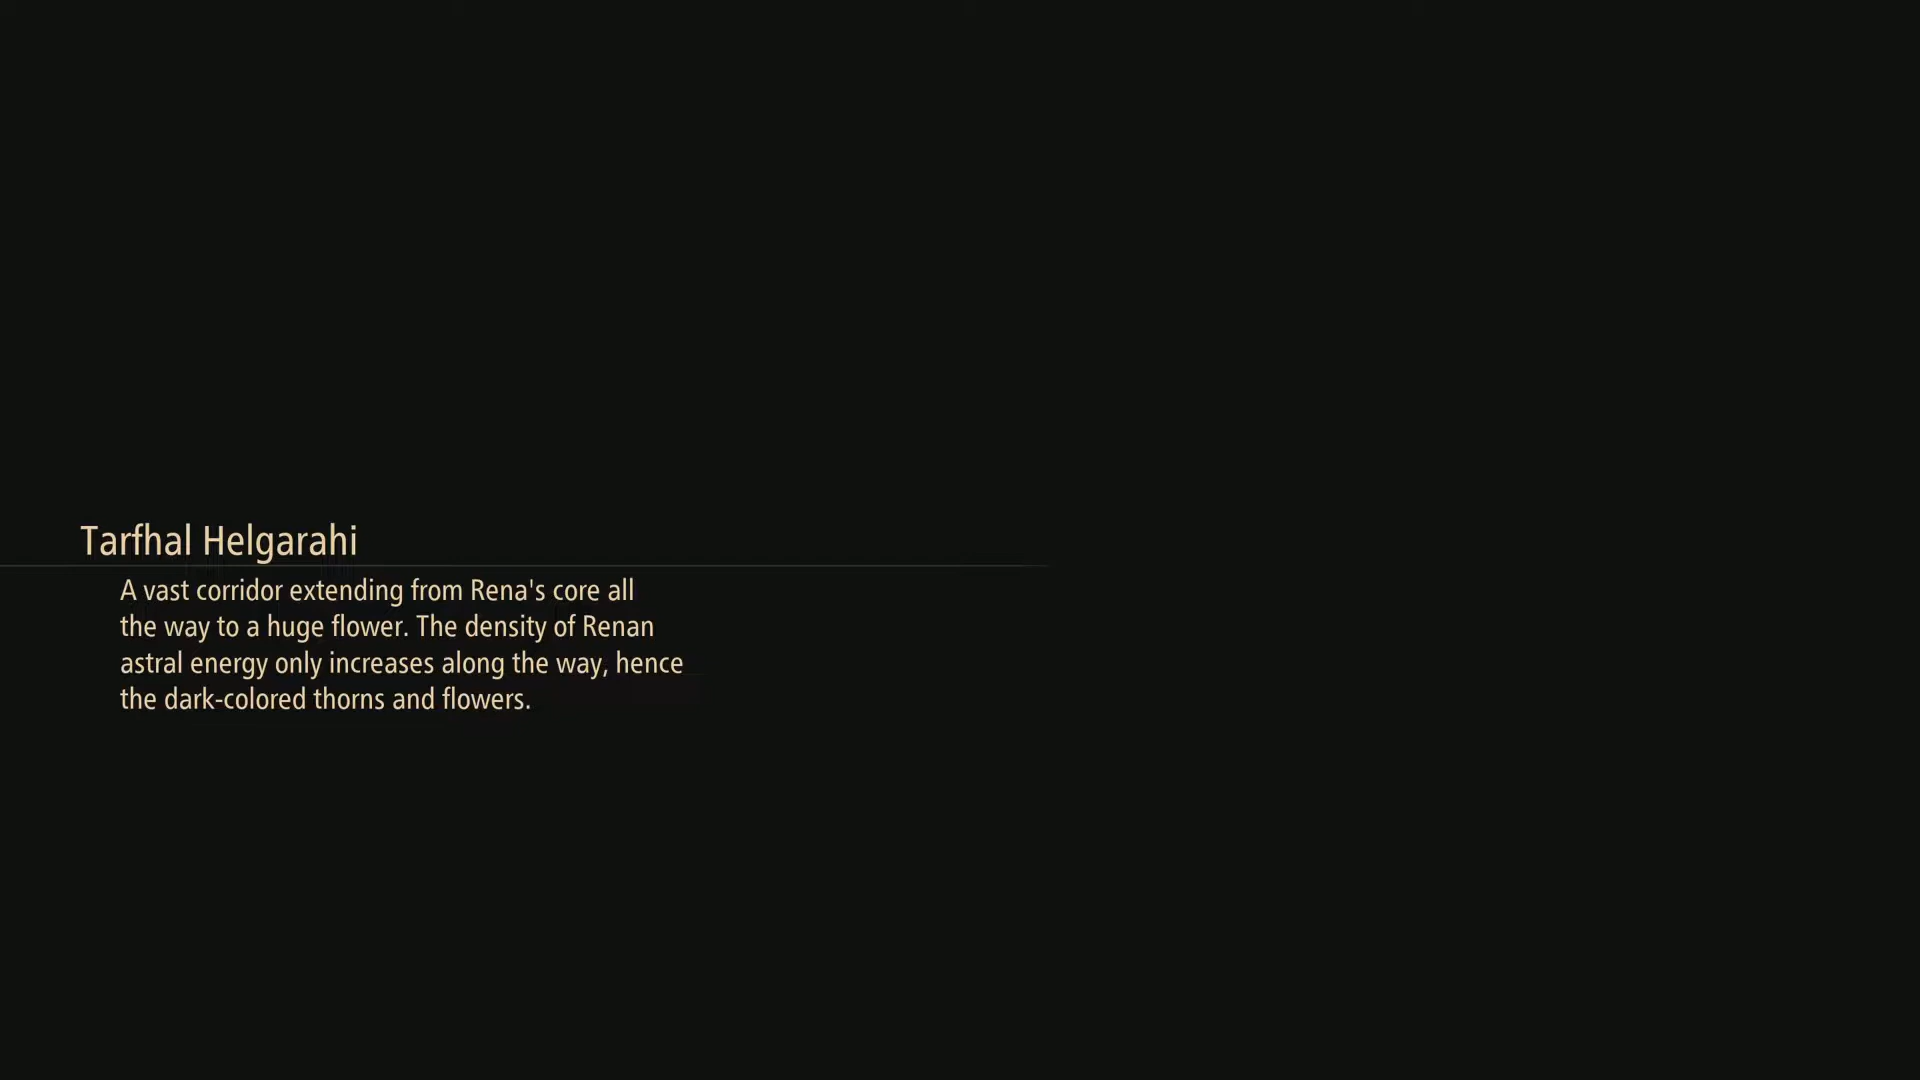 Tarfhal Helgarahi
A vast corridor extending from Rena's core all
the way to a huge flower. The density of Renan
astral energy only increases along the way, hence
the dark-colored thorns and flowers.